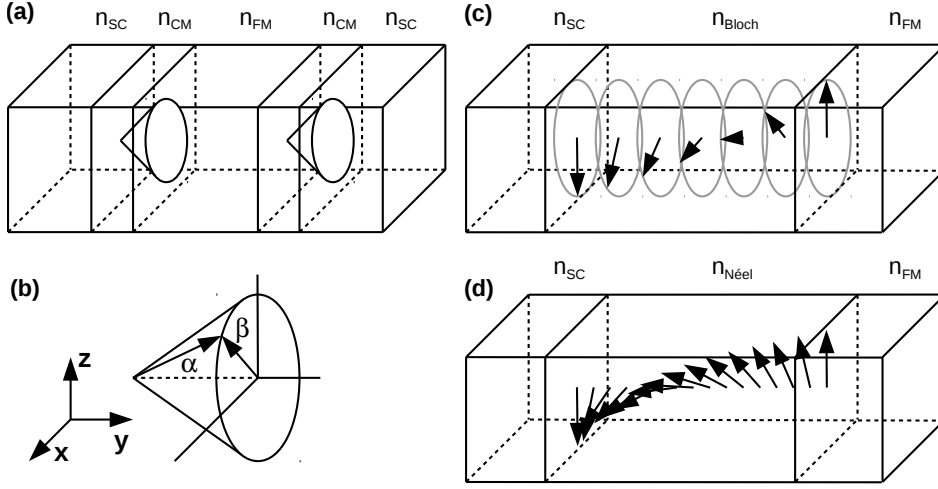 (a)
n_SC n_CM n_FM n_CM n_SC
(c)
n_SC n_Bloch n_FM
(b)
α β
z
y
x
(d)
n_SC n_Néel n_FM